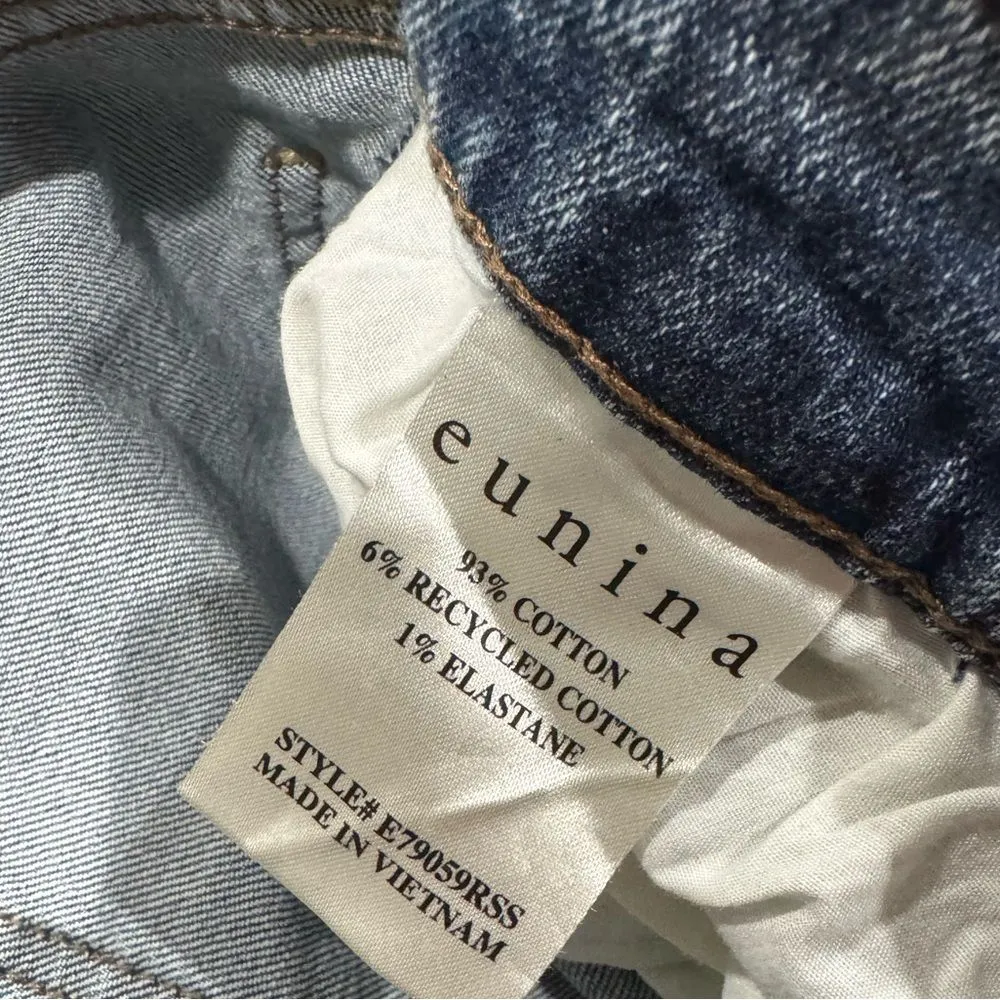 eunina
93% COTTON
6% RECYCLED COTTON
1% ELASTANE
STYLE# E79059RSS
MADE IN VIETNAM